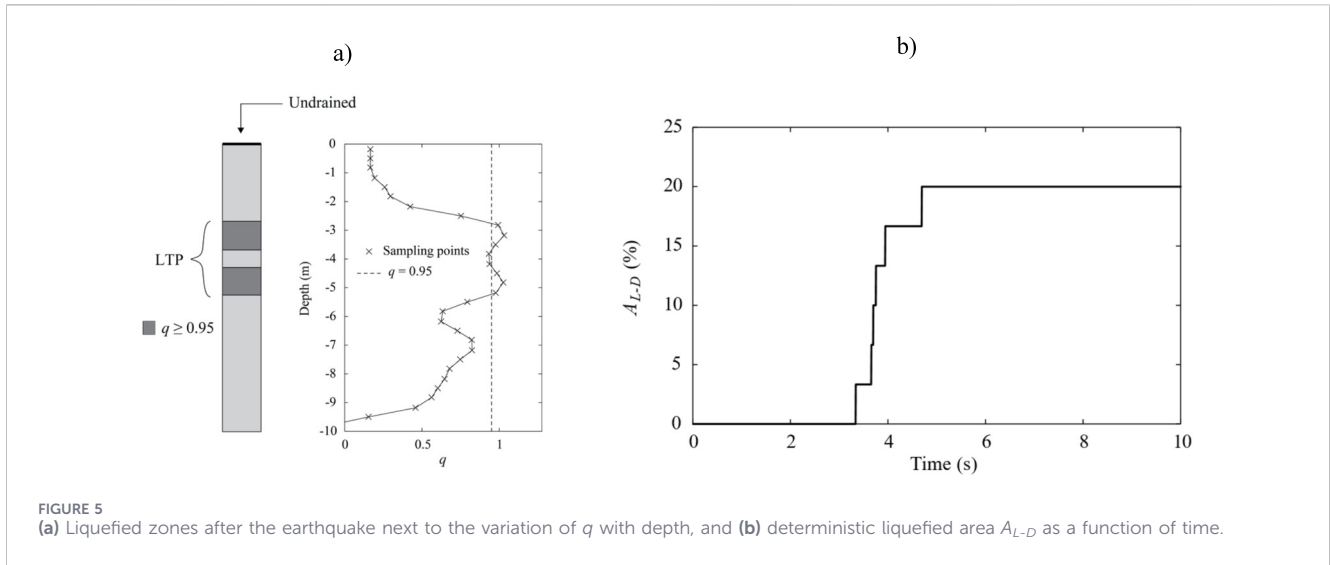 a)
b)
Undrained
LTP
q ≥ 0.95
0
-1
-2
-3
-4
-5
-6
-7
-8
-9
-10
Depth (m)
Sampling points
q = 0.95
0
0.5
1
q
25
20
15
10
5
0
A_{L-D} (%)
0
2
4
6
8
10
Time (s)
FIGURE 5
(a) Liquefied zones after the earthquake next to the variation of q with depth, and (b) deterministic liquefied area A_{L-D} as a function of time.